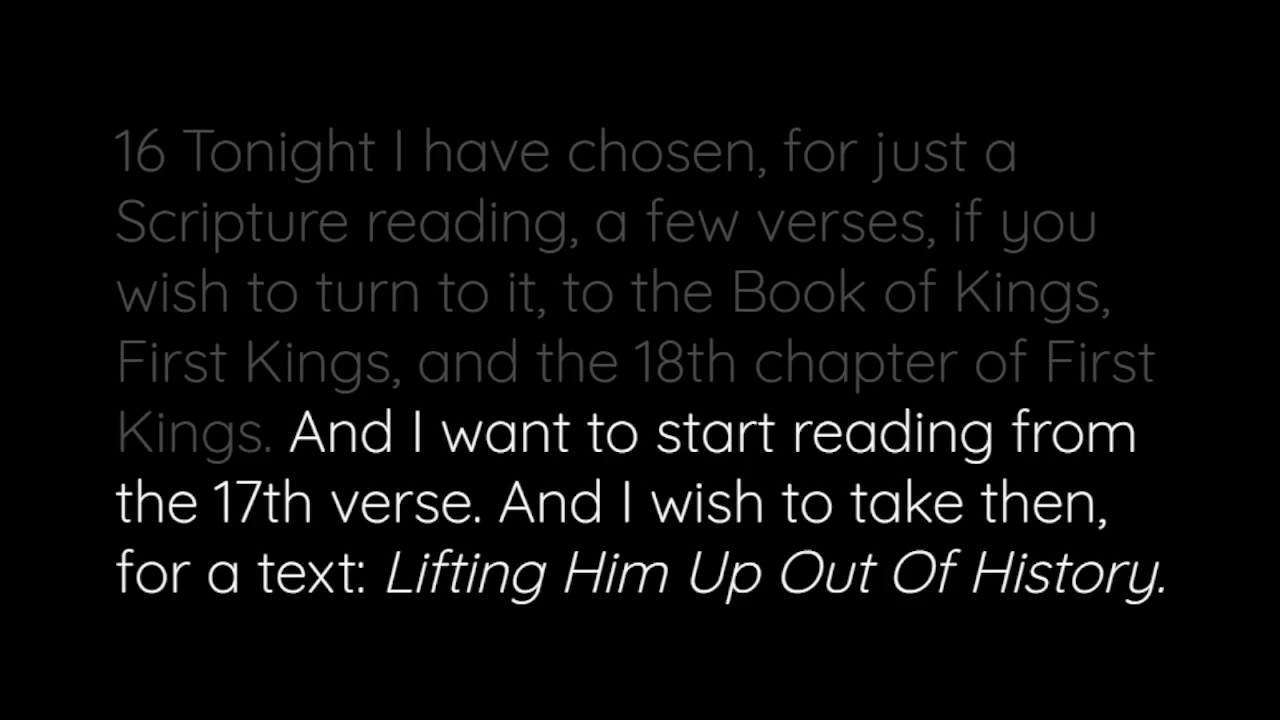 16 Tonight I have chosen, for just a
Scripture reading, a few verses, if you
wish to turn to it, to the Book of Kings,
First Kings, and the 18th chapter of First
Kings. And I want to start reading from
the 17th verse. And I wish to take then,
for a text: Lifting Him Up Out Of History.